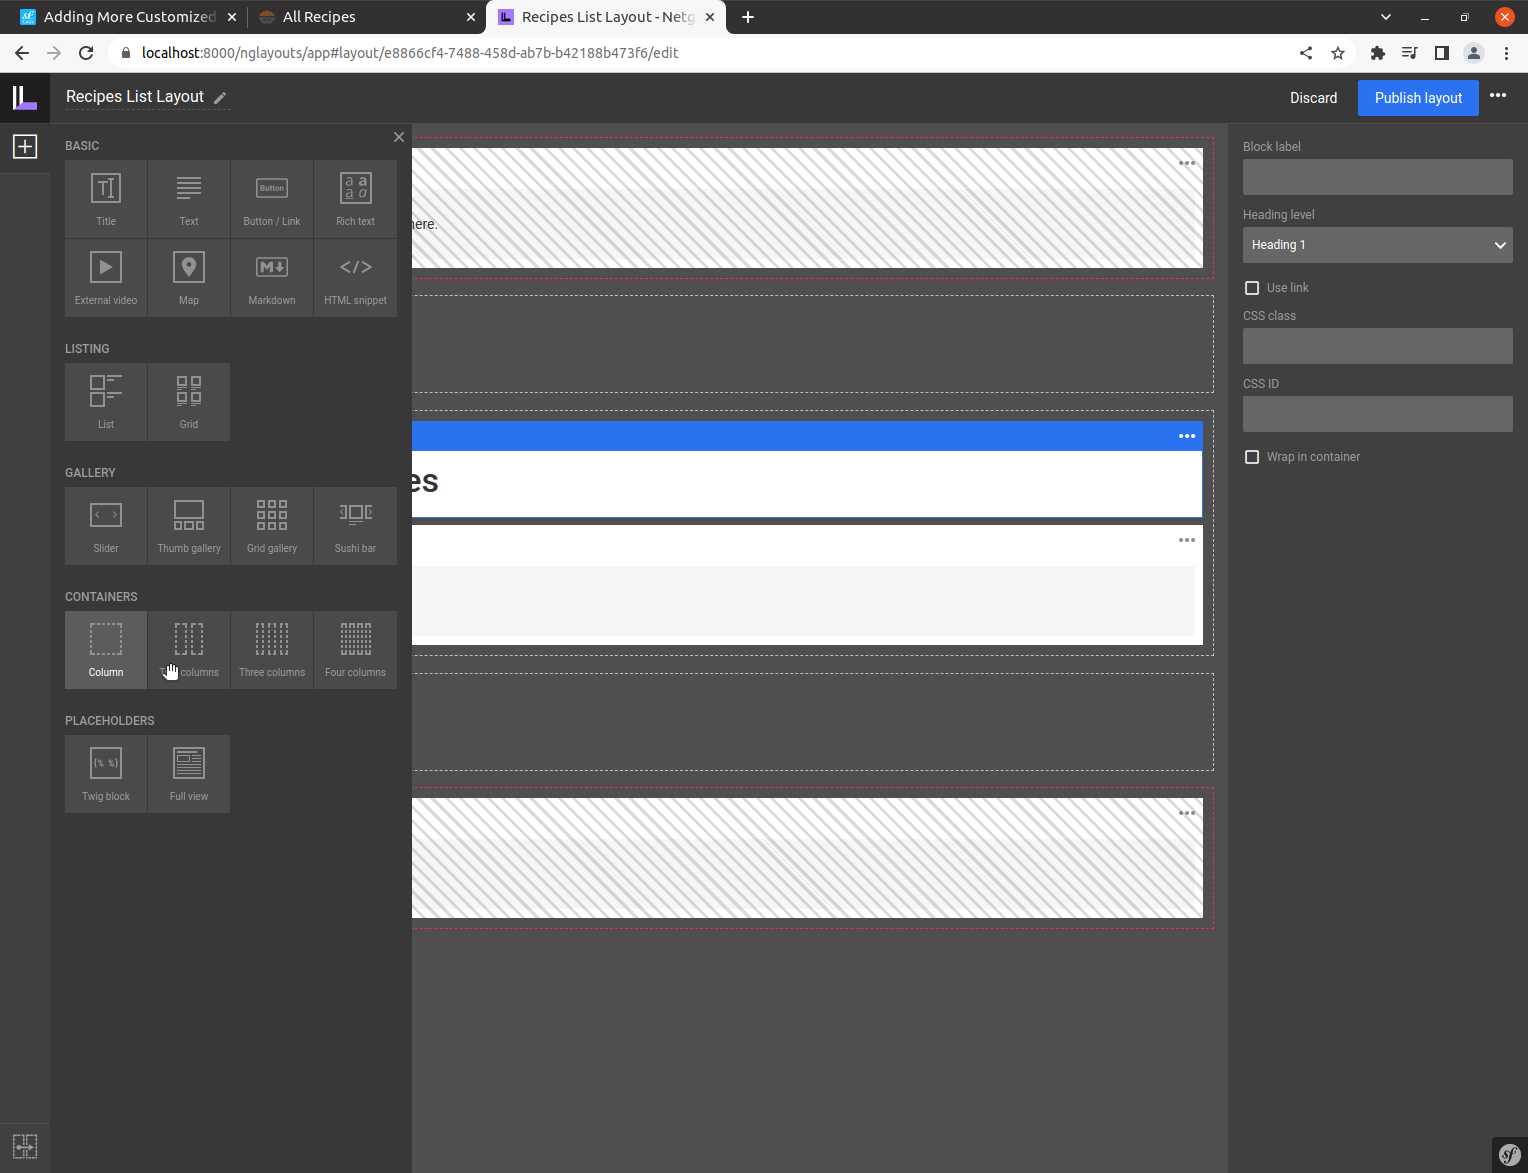 Adding More Customized
All Recipes
Recipes List Layout - Netg
localhost:8000/nglayouts/app#layout/e8866cf4-7488-458d-ab7b-b42188b473f6/edit
Recipes List Layout
Discard
Publish layout
BASIC
Title
Text
Button
Button / Link
Rich text
External video
Map
Markdown
HTML snippet
LISTING
List
Grid
GALLERY
Slider
Thumb gallery
Grid gallery
Sushi bar
CONTAINERS
Column
columns
Three columns
Four columns
PLACEHOLDERS
{% %}
Twig block
Full view
here.
es
Block label
Heading level
Heading 1
Use link
CSS class
CSS ID
Wrap in container
sf